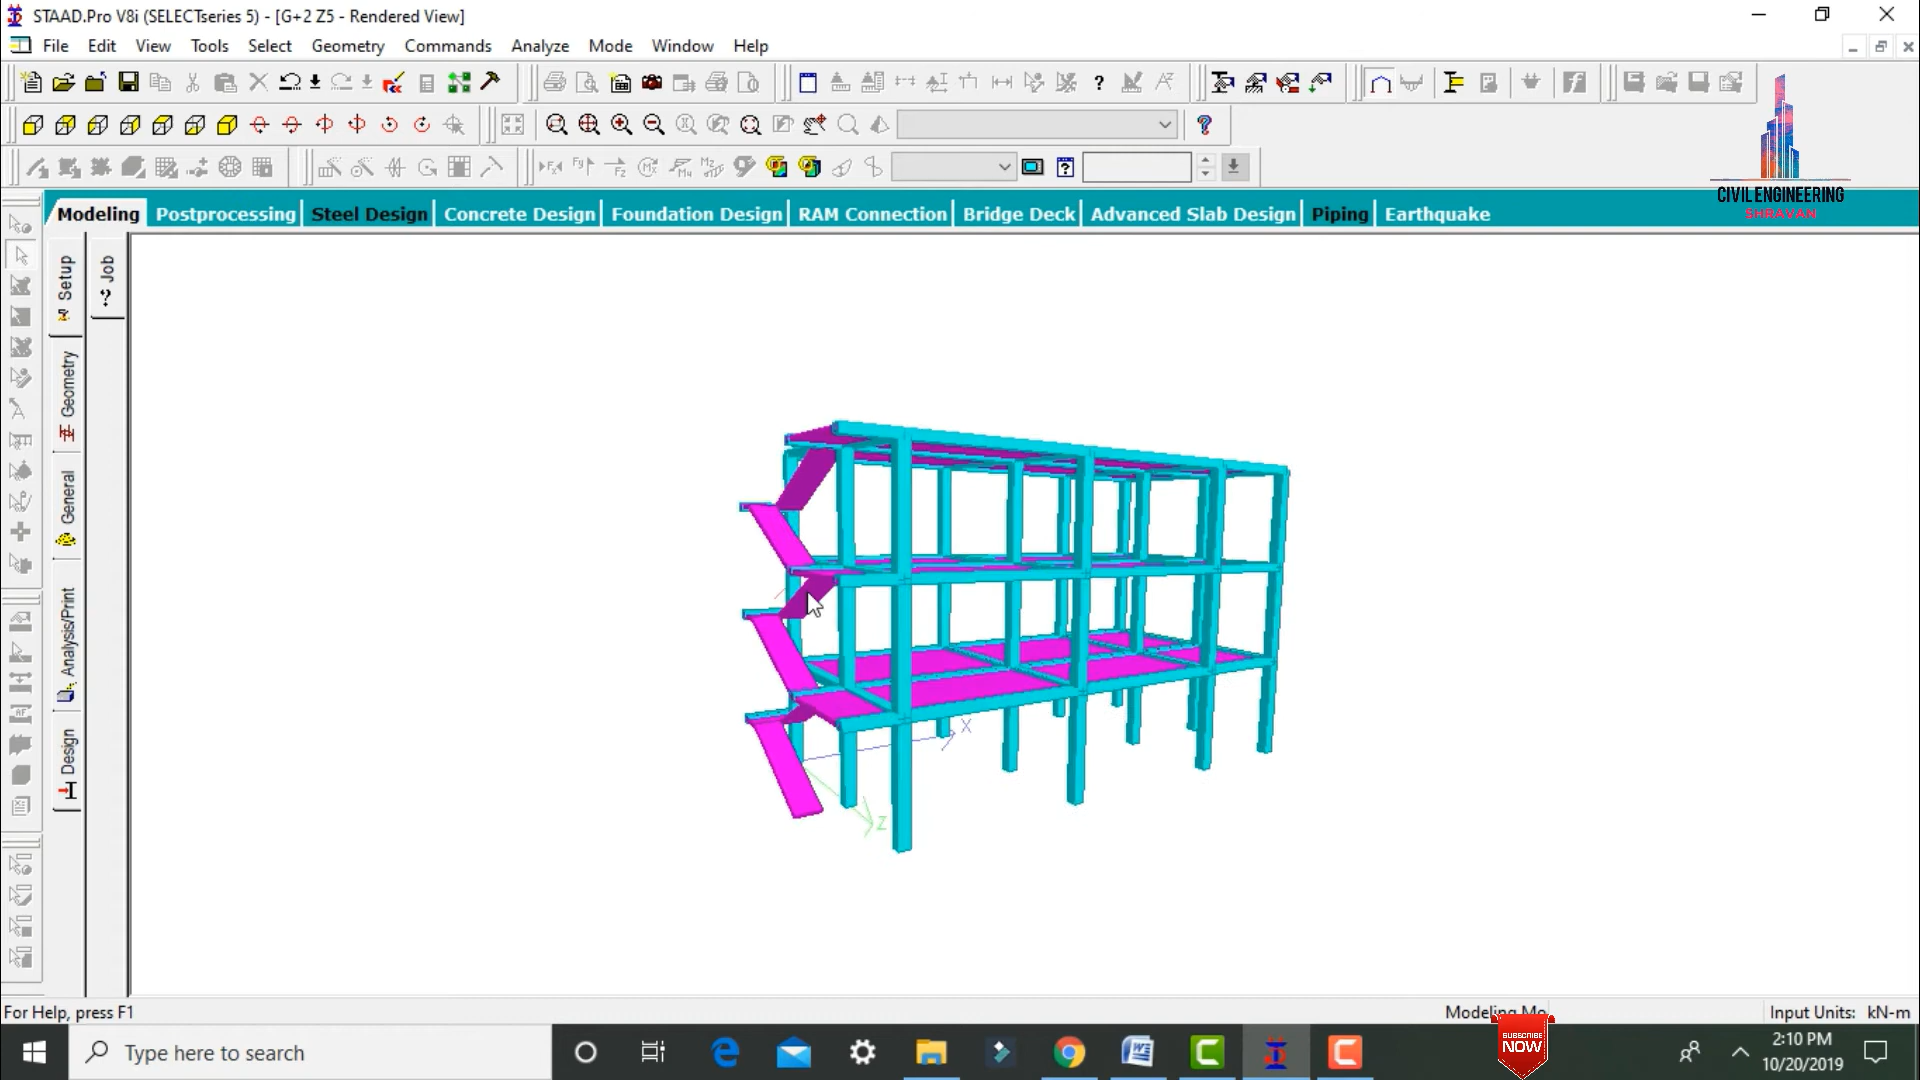 STAAD.Pro V8i (SELECTseries 5) - [G+2 Z5 - Rendered View]
File Edit View Tools Select Geometry Commands Analyze Mode Window Help
CIVIL ENGINEERING
SHRAVAN
Modeling Postprocessing Steel Design Concrete Design Foundation Design RAM Connection Bridge Deck Advanced Slab Design Piping Earthquake
Setup
Job
Geometry
General
Analysis/Print
Design
X
Z
For Help, press F1
Modeling Mo
Input Units: kN-m
Type here to search
SUBSCRIBE
NOW
2:10 PM
10/20/2019